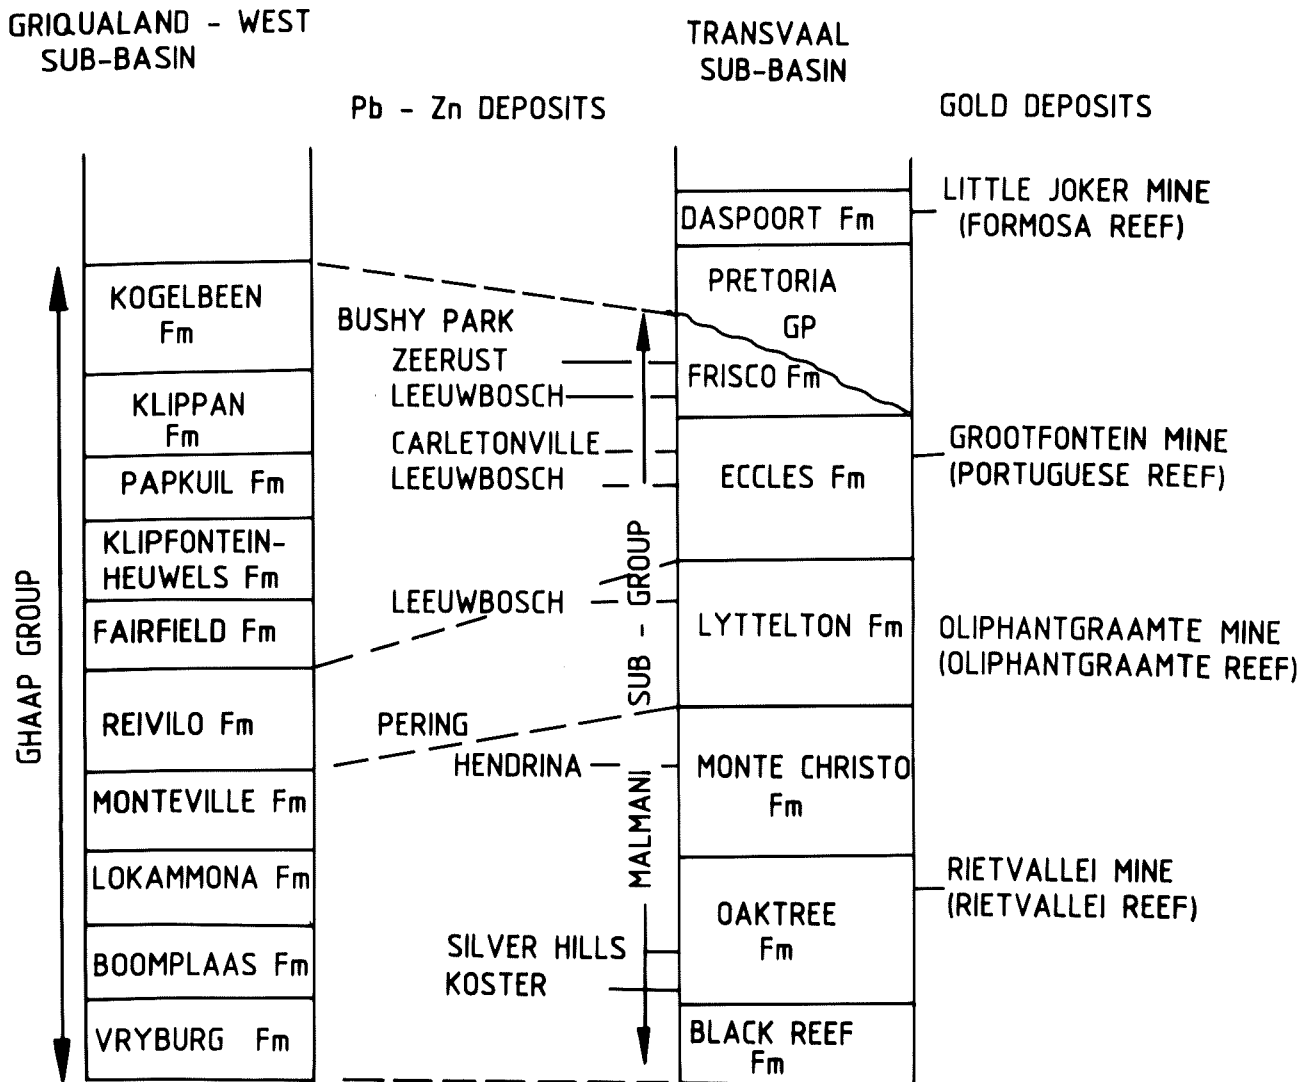 GRIQUALAND - WEST
SUB-BASIN
TRANSVAAL
SUB-BASIN
Pb - Zn DEPOSITS
GOLD DEPOSITS
GHAAP GROUP
KOGELBEEN
Fm
KLIPPAN
Fm
PAPKUIL Fm
KLIPFONTEIN-
HEUWELS Fm
FAIRFIELD Fm
REIVILO Fm
MONTEVILLE Fm
LOKAMMONA Fm
BOOMPLAAS Fm
VRYBURG Fm
BUSHY PARK
ZEERUST
LEEUWBOSCH
CARLETONVILLE
LEEUWBOSCH
LEEUWBOSCH
PERING
HENDRINA
SILVER HILLS
KOSTER
MALMANI SUB - GROUP
DASPOORT Fm
PRETORIA
GP
FRISCO Fm
ECCLES Fm
LYTTELTON Fm
MONTE CHRISTO
Fm
OAKTREE
Fm
BLACK REEF
Fm
LITTLE JOKER MINE
(FORMOSA REEF)
GROOTFONTEIN MINE
(PORTUGUESE REEF)
OLIPHANTGRAAMTE MINE
(OLIPHANTGRAAMTE REEF)
RIETVALLEI MINE
(RIETVALLEI REEF)